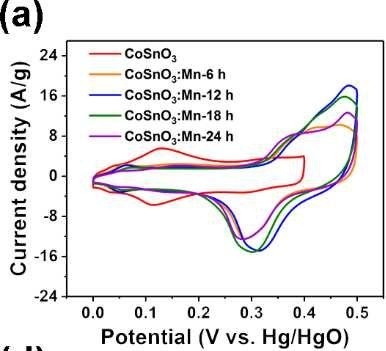 (a)
CoSnO₃
CoSnO₃:Mn-6 h
CoSnO₃:Mn-12 h
CoSnO₃:Mn-18 h
CoSnO₃:Mn-24 h
Current density (A/g)
24
16
8
0
-8
-16
-24
0.0 0.1 0.2 0.3 0.4 0.5
Potential (V vs. Hg/HgO)